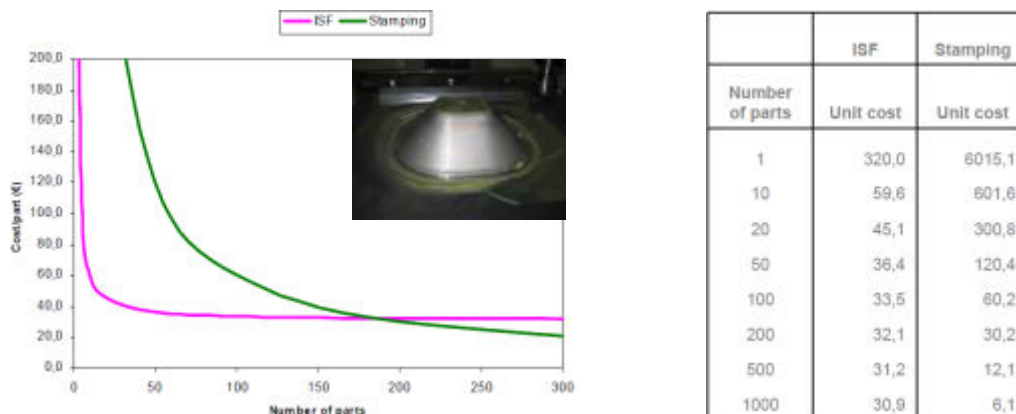 ISF Stamping
200,0
180,0
160,0
140,0
120,0
100,0
80,0
60,0
40,0
20,0
0,0
Cost/part (€)
0 50 100 150 200 250 300
Number of parts
ISF Stamping
Number of parts Unit cost Unit cost
1 320,0 6015,1
10 59,6 601,6
20 45,1 300,8
50 36,4 120,4
100 33,5 60,2
200 32,1 30,2
500 31,2 12,1
1000 30,9 6,1